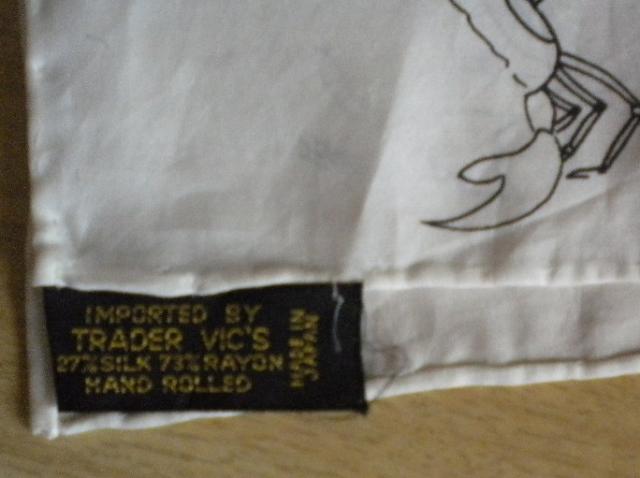 IMPORTED BY
TRADER VIC'S
27% SILK 73% RAYON
HAND ROLLED
MADE IN
JAPAN